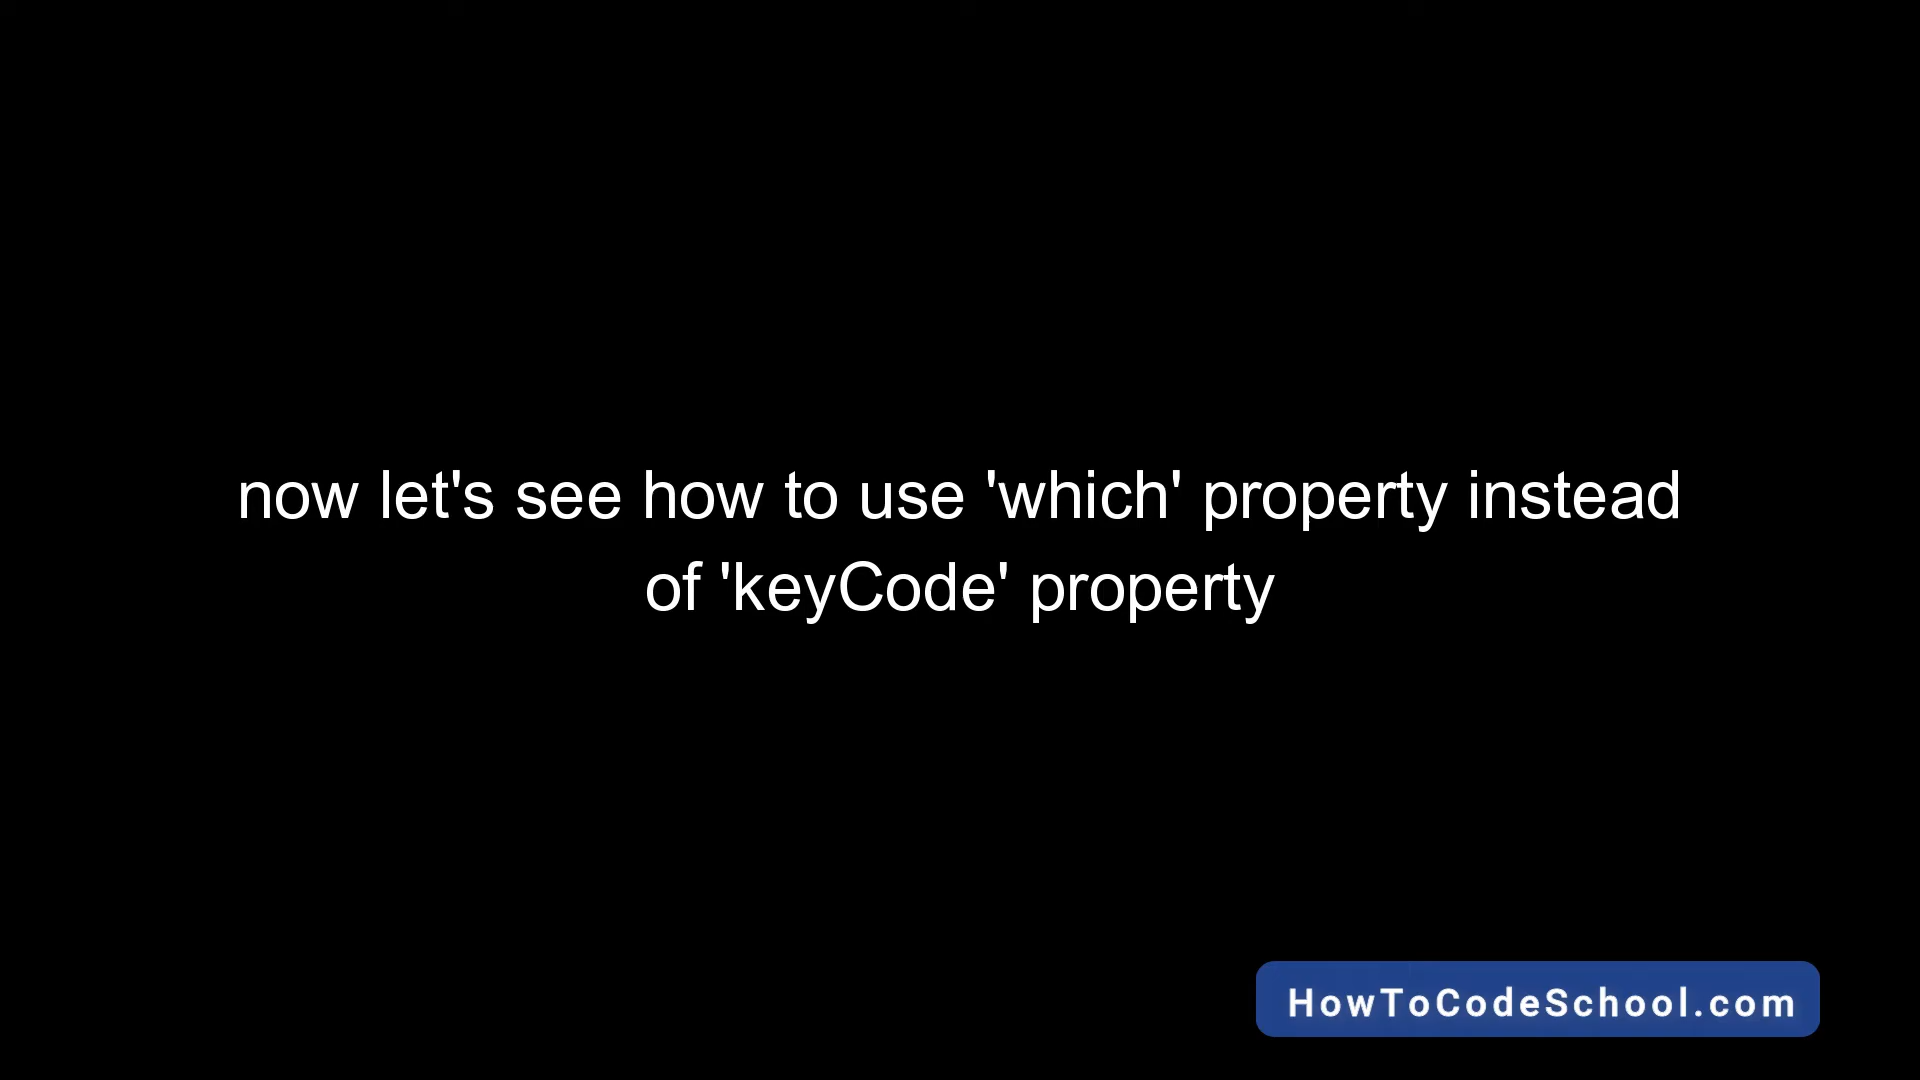 now let's see how to use 'which' property instead
of 'keyCode' property
HowToCodeSchool.com